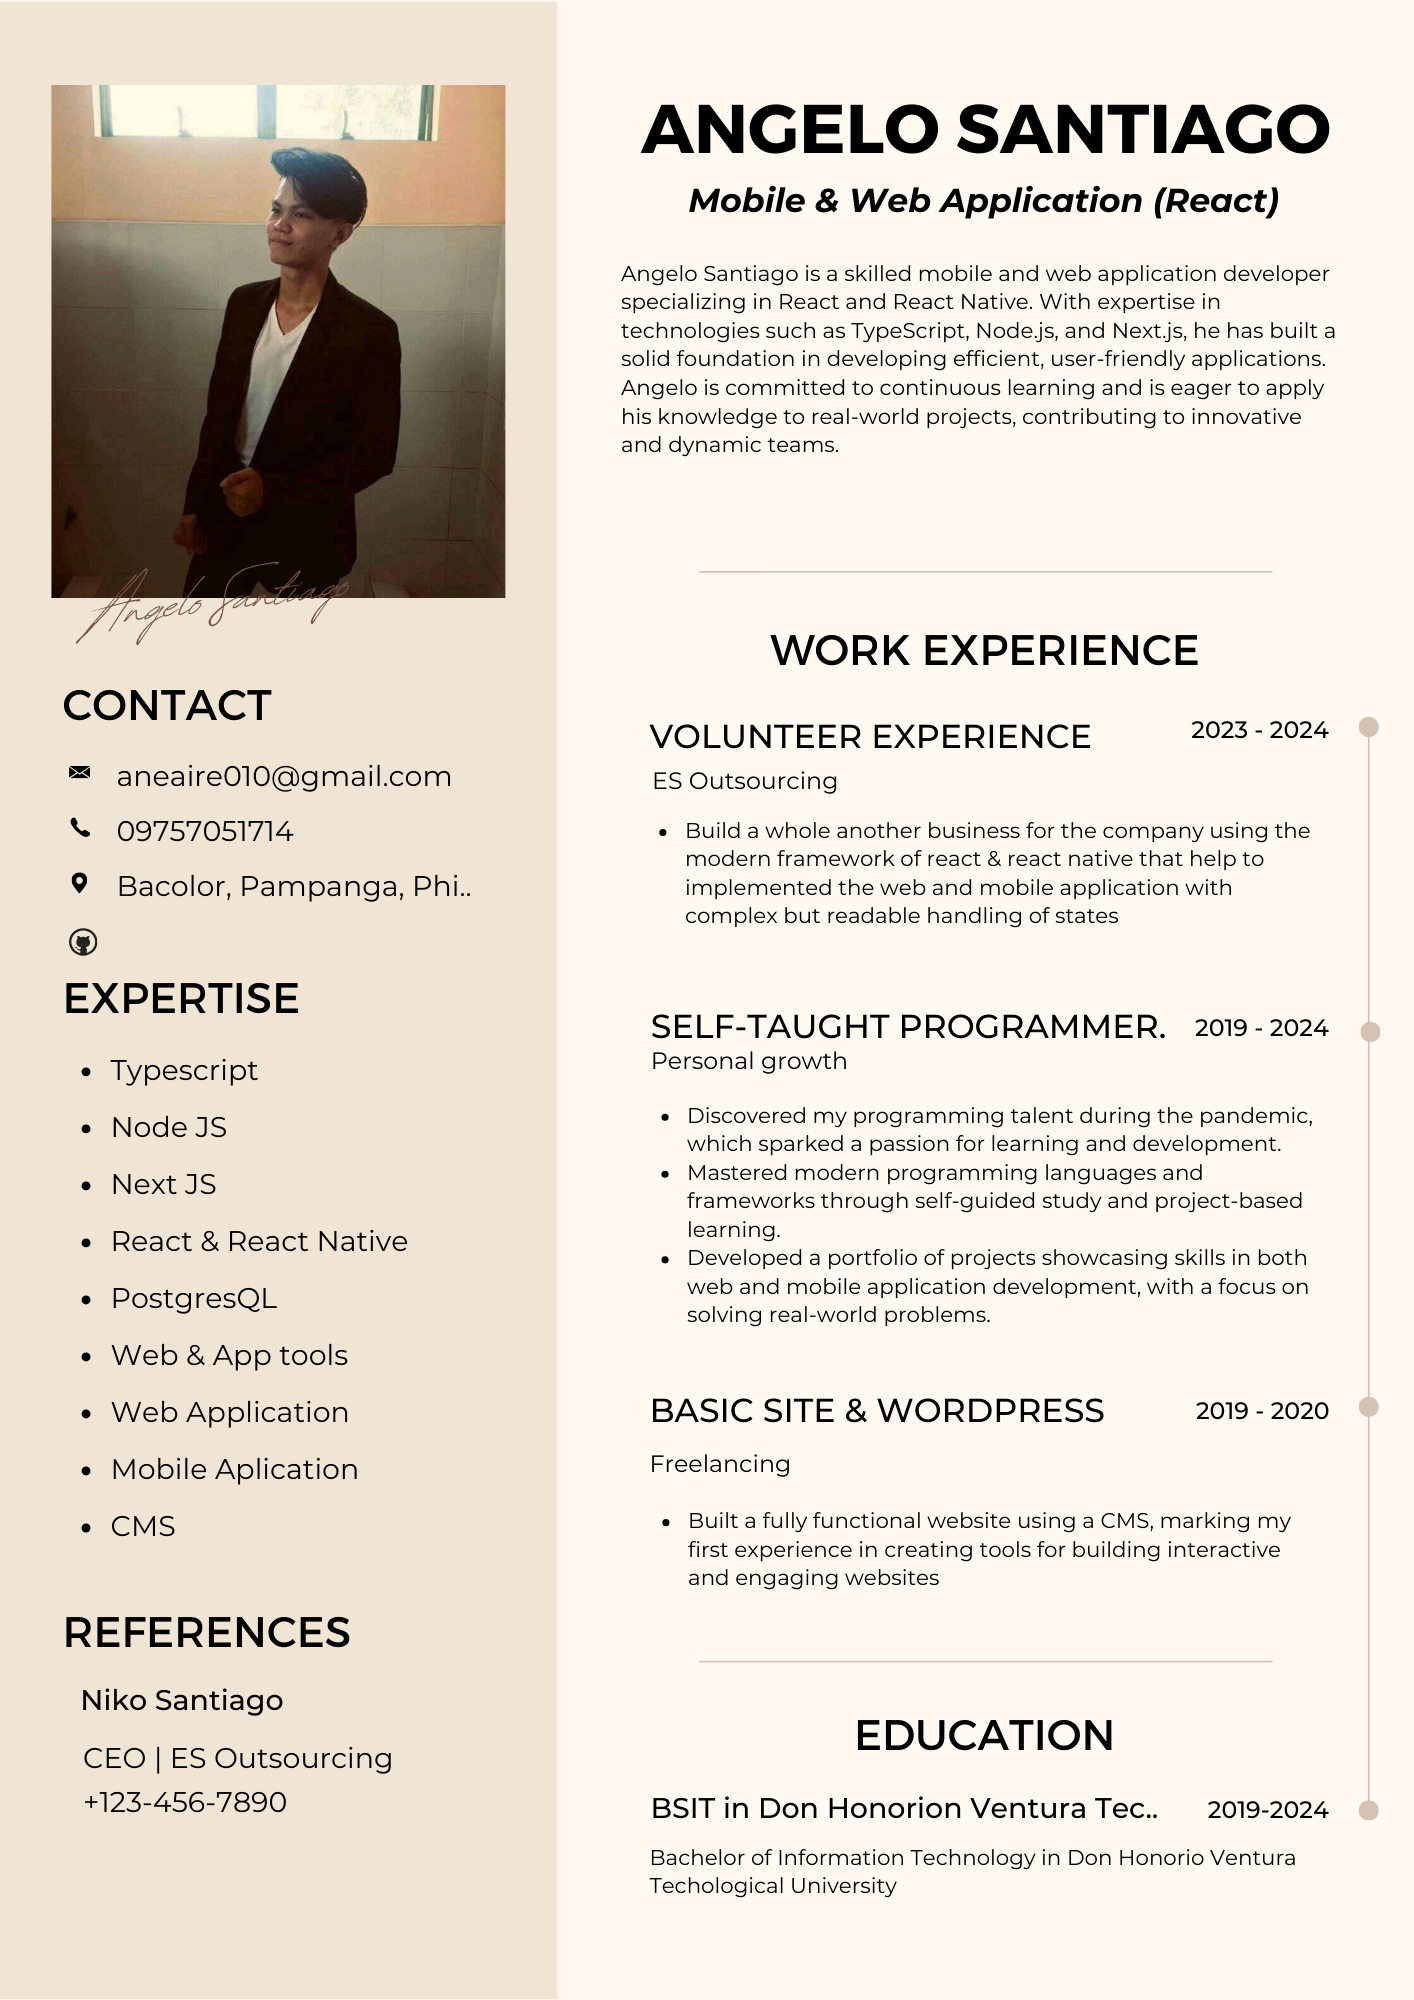 Angelo Santiago
CONTACT
aneaire010@gmail.com
09757051714
Bacolor, Pampanga, Phi..
EXPERTISE
Typescript
Node JS
Next JS
React & React Native
PostgresQL
Web & App tools
Web Application
Mobile Aplication
CMS
REFERENCES
Niko Santiago
CEO | ES Outsourcing
+123-456-7890
ANGELO SANTIAGO
Mobile & Web Application (React)
Angelo Santiago is a skilled mobile and web application developer
specializing in React and React Native. With expertise in
technologies such as TypeScript, Node.js, and Next.js, he has built a
solid foundation in developing efficient, user-friendly applications.
Angelo is committed to continuous learning and is eager to apply
his knowledge to real-world projects, contributing to innovative
and dynamic teams.
WORK EXPERIENCE
VOLUNTEER EXPERIENCE 2023 - 2024
ES Outsourcing
Build a whole another business for the company using the
modern framework of react & react native that help to
implemented the web and mobile application with
complex but readable handling of states
SELF-TAUGHT PROGRAMMER. 2019 - 2024
Personal growth
Discovered my programming talent during the pandemic,
which sparked a passion for learning and development.
Mastered modern programming languages and
frameworks through self-guided study and project-based
learning.
Developed a portfolio of projects showcasing skills in both
web and mobile application development, with a focus on
solving real-world problems.
BASIC SITE & WORDPRESS 2019 - 2020
Freelancing
Built a fully functional website using a CMS, marking my
first experience in creating tools for building interactive
and engaging websites
EDUCATION
BSIT in Don Honorion Ventura Tec.. 2019-2024
Bachelor of Information Technology in Don Honorio Ventura
Techological University